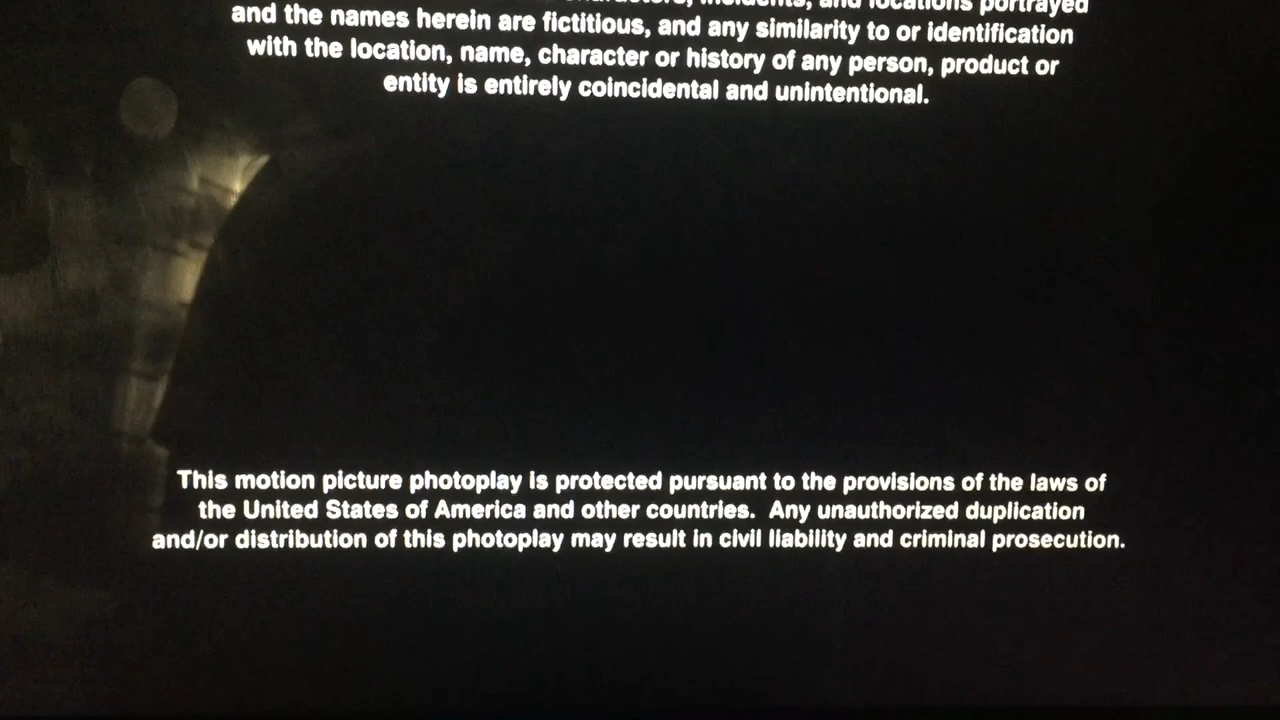 and locations portrayed
and the names herein are fictitious, and any similarity to or identification
with the location, name, character or history of any person, product or
entity is entirely coincidental and unintentional.
This motion picture photoplay is protected pursuant to the provisions of the laws of
the United States of America and other countries.  Any unauthorized duplication
and/or distribution of this photoplay may result in civil liability and criminal prosecution.